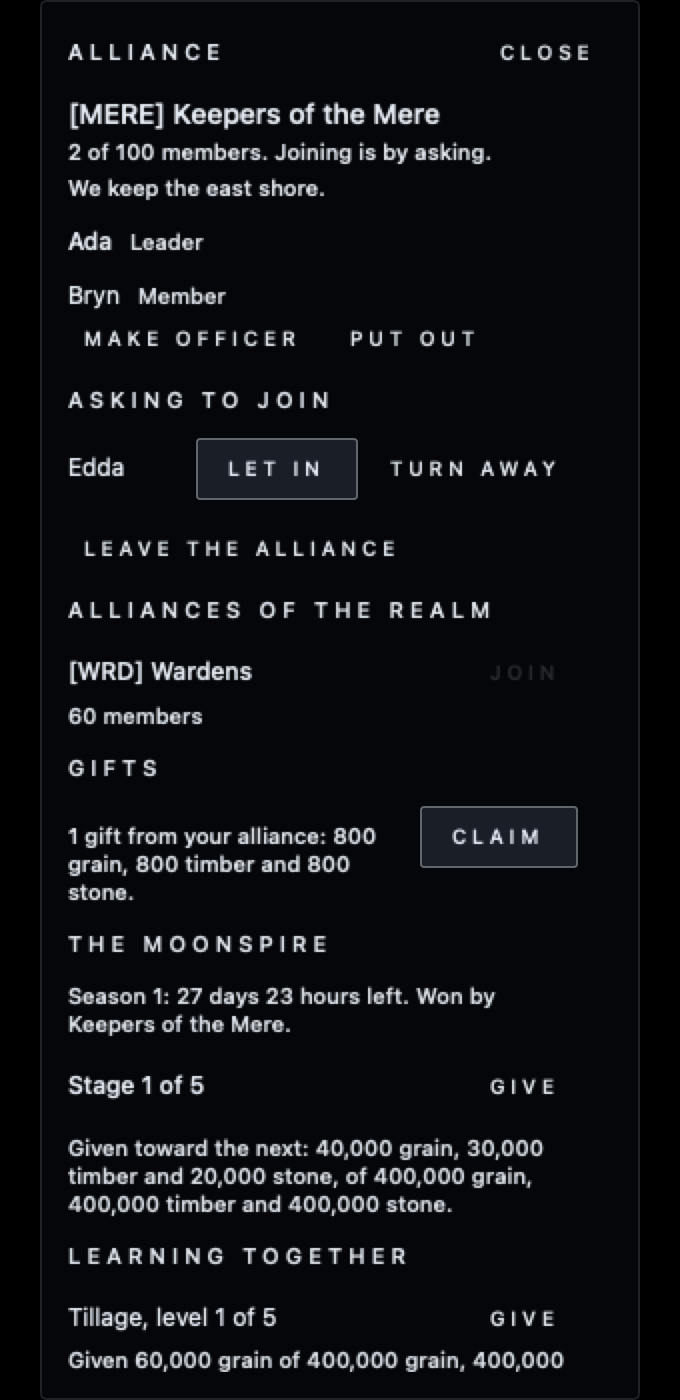 ALLIANCE CLOSE
[MERE] Keepers of the Mere
2 of 100 members. Joining is by asking.
We keep the east shore.
Ada Leader
Bryn Member
MAKE OFFICER PUT OUT
ASKING TO JOIN
Edda LET IN TURN AWAY
LEAVE THE ALLIANCE
ALLIANCES OF THE REALM
[WRD] Wardens JOIN
60 members
GIFTS
1 gift from your alliance: 800
grain, 800 timber and 800
stone.
CLAIM
THE MOONSPIRE
Season 1: 27 days 23 hours left. Won by
Keepers of the Mere.
Stage 1 of 5 GIVE
Given toward the next: 40,000 grain, 30,000
timber and 20,000 stone, of 400,000 grain,
400,000 timber and 400,000 stone.
LEARNING TOGETHER
Tillage, level 1 of 5 GIVE
Given 60,000 grain of 400,000 grain, 400,000